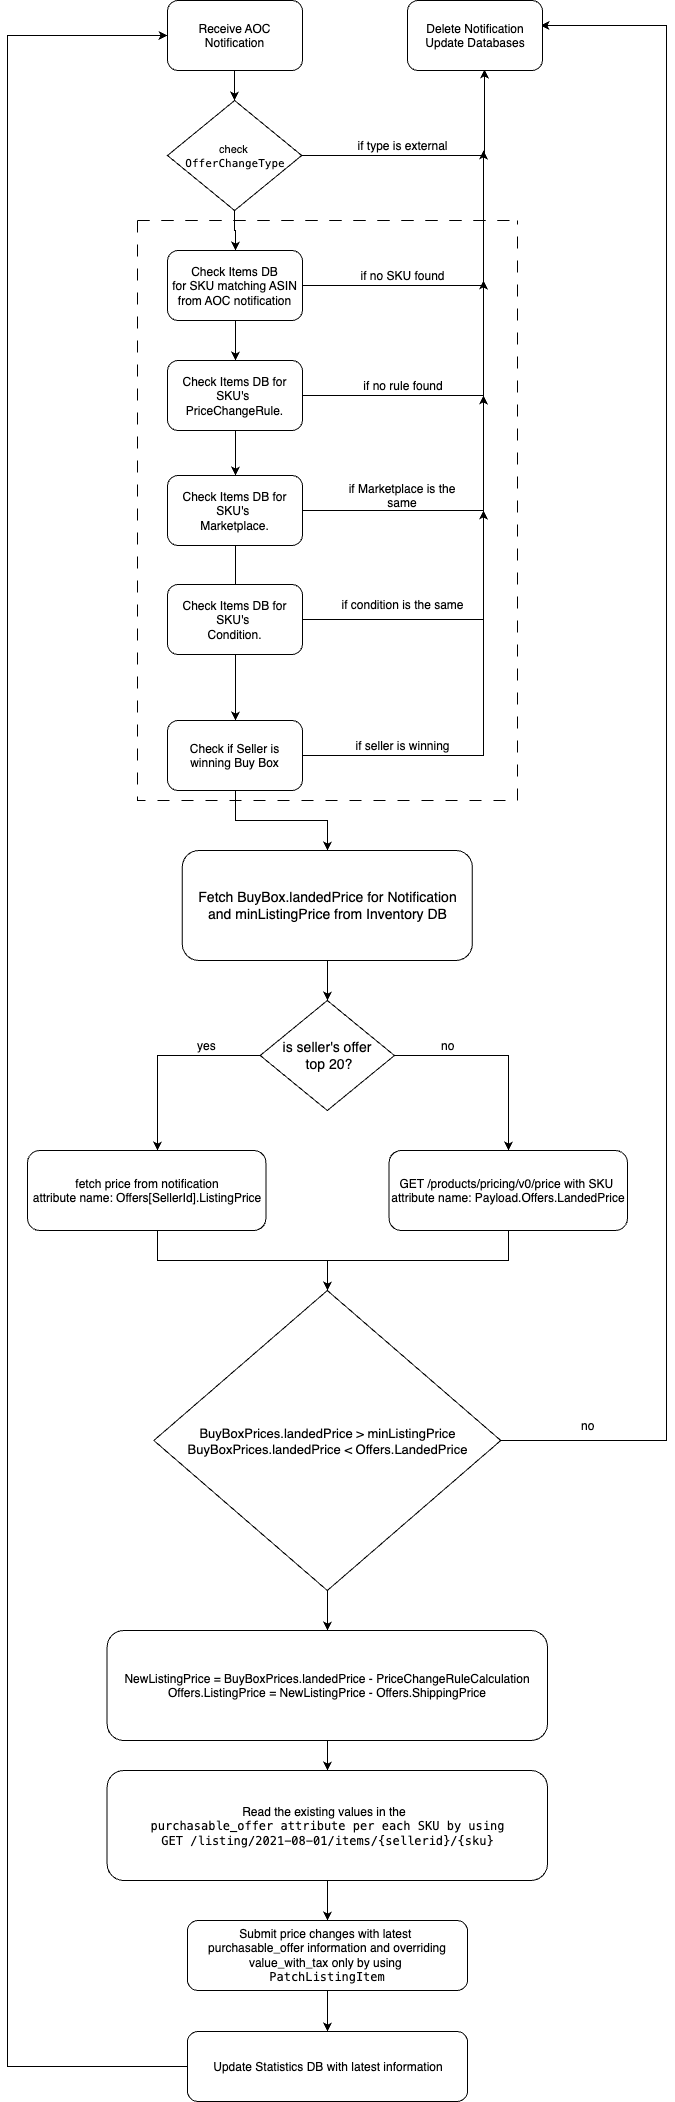 Receive AOC
Notification
Delete Notification
Update Databases
check
OfferChangeType
if type is external
Check Items DB
for SKU matching ASIN
from AOC notification
if no SKU found
Check Items DB for
SKU's
PriceChangeRule.
if no rule found
Check Items DB for
SKU's
Marketplace.
if Marketplace is the
same
Check Items DB for
SKU's
Condition.
if condition is the same
Check if Seller is
winning Buy Box
if seller is winning
Fetch BuyBox.landedPrice for Notification
and minListingPrice from Inventory DB
is seller's offer
top 20?
yes
no
fetch price from notification
attribute name: Offers[SellerId].ListingPrice
GET /products/pricing/v0/price with SKU
attribute name: Payload.Offers.LandedPrice
BuyBoxPrices.landedPrice > minListingPrice
BuyBoxPrices.landedPrice < Offers.LandedPrice
no
NewListingPrice = BuyBoxPrices.landedPrice - PriceChangeRuleCalculation
Offers.ListingPrice = NewListingPrice - Offers.ShippingPrice
Read the existing values in the
purchasable_offer attribute per each SKU by using
GET /listing/2021-08-01/items/{sellerid}/{sku}
Submit price changes with latest
purchasable_offer information and overriding
value_with_tax only by using
PatchListingItem
Update Statistics DB with latest information